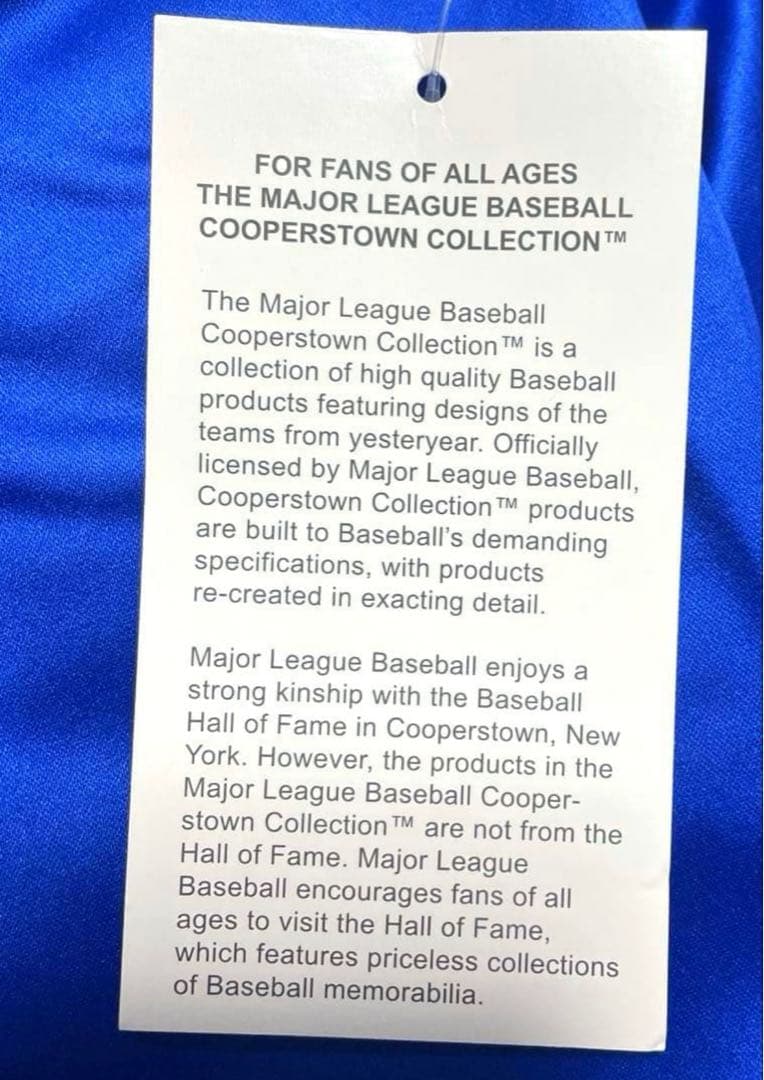 FOR FANS OF ALL AGES
THE MAJOR LEAGUE BASEBALL
COOPERSTOWN COLLECTION™
The Major League Baseball
Cooperstown Collection™ is a
collection of high quality Baseball
products featuring designs of the
teams from yesteryear. Officially
licensed by Major League Baseball,
Cooperstown Collection™ products
are built to Baseball's demanding
specifications, with products
re-created in exacting detail.
Major League Baseball enjoys a
strong kinship with the Baseball
Hall of Fame in Cooperstown, New
York. However, the products in the
Major League Baseball Cooper-
stown Collection™ are not from the
Hall of Fame. Major League
Baseball encourages fans of all
ages to visit the Hall of Fame,
which features priceless collections
of Baseball memorabilia.